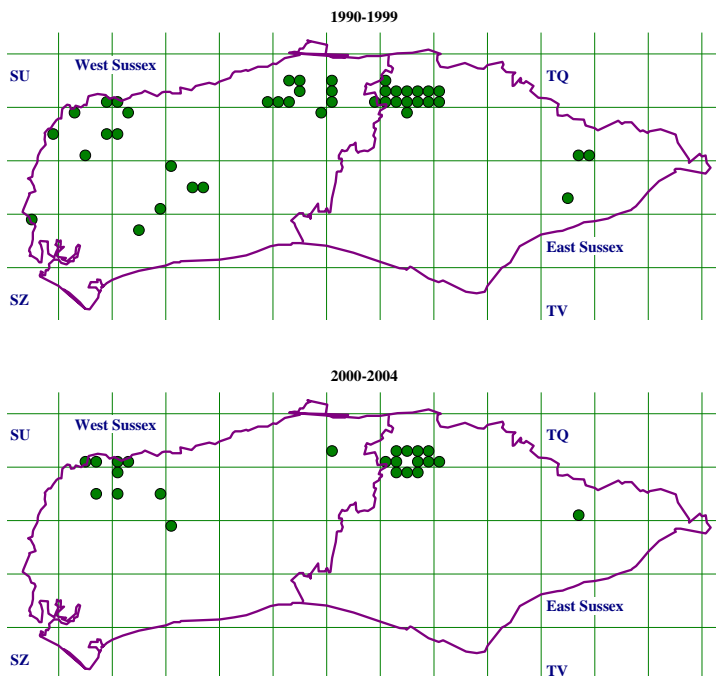 1990-1999
West Sussex
SU
TQ
East Sussex
SZ
TV
2000-2004
West Sussex
SU
TQ
East Sussex
SZ
TV